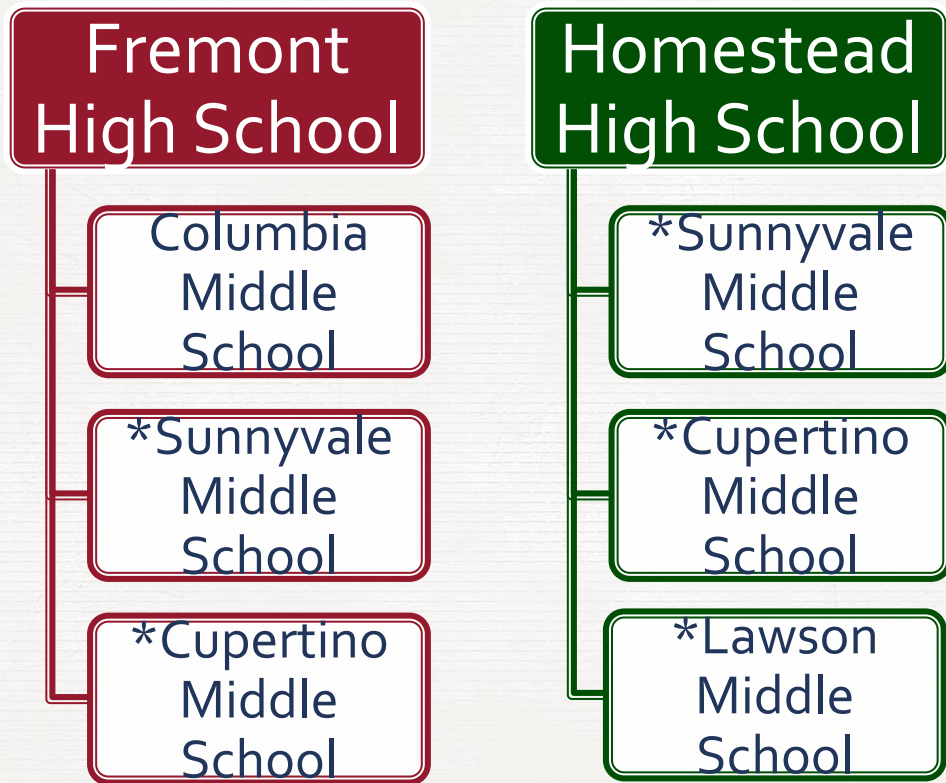 Fremont
High School
Columbia
Middle
School
*Sunnyvale
Middle
School
*Cupertino
Middle
School
Homestead
High School
*Sunnyvale
Middle
School
*Cupertino
Middle
School
*Lawson
Middle
School